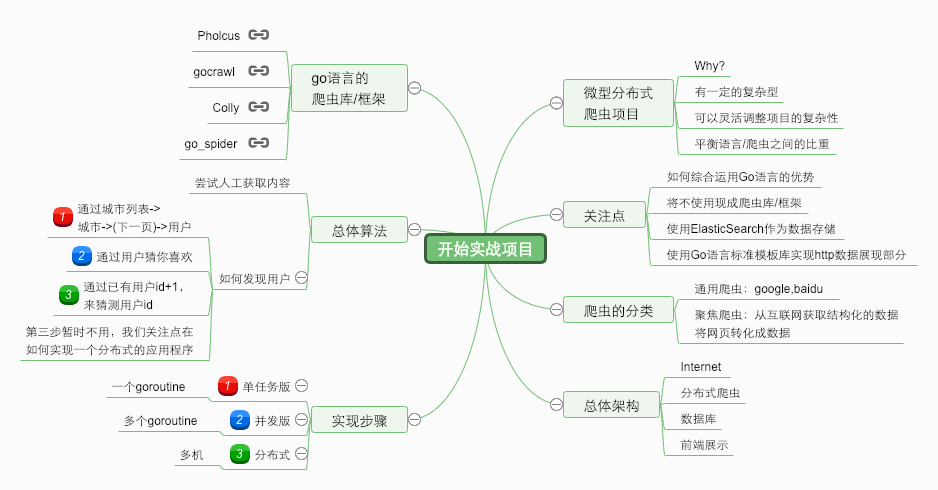 开始实战项目
go语言的
爬虫库/框架
Pholcus
gocrawl
Colly
go_spider
总体算法
尝试人工获取内容
如何发现用户
1
通过城市列表->
城市->(下一页)->用户
2
通过用户猜你喜欢
3
通过已有用户id+1，
来猜测用户id
第三步暂时不用，我们关注点在
如何实现一个分布式的应用程序
实现步骤
1
单任务版
一个goroutine
2
并发版
多个goroutine
3
分布式
多机
微型分布式
爬虫项目
Why?
有一定的复杂型
可以灵活调整项目的复杂性
平衡语言/爬虫之间的比重
关注点
如何综合运用Go语言的优势
将不使用现成爬虫库/框架
使用ElasticSearch作为数据存储
使用Go语言标准模板库实现http数据展现部分
爬虫的分类
通用爬虫：google,baidu
聚焦爬虫：从互联网获取结构化的数据
将网页转化成数据
总体架构
Internet
分布式爬虫
数据库
前端展示